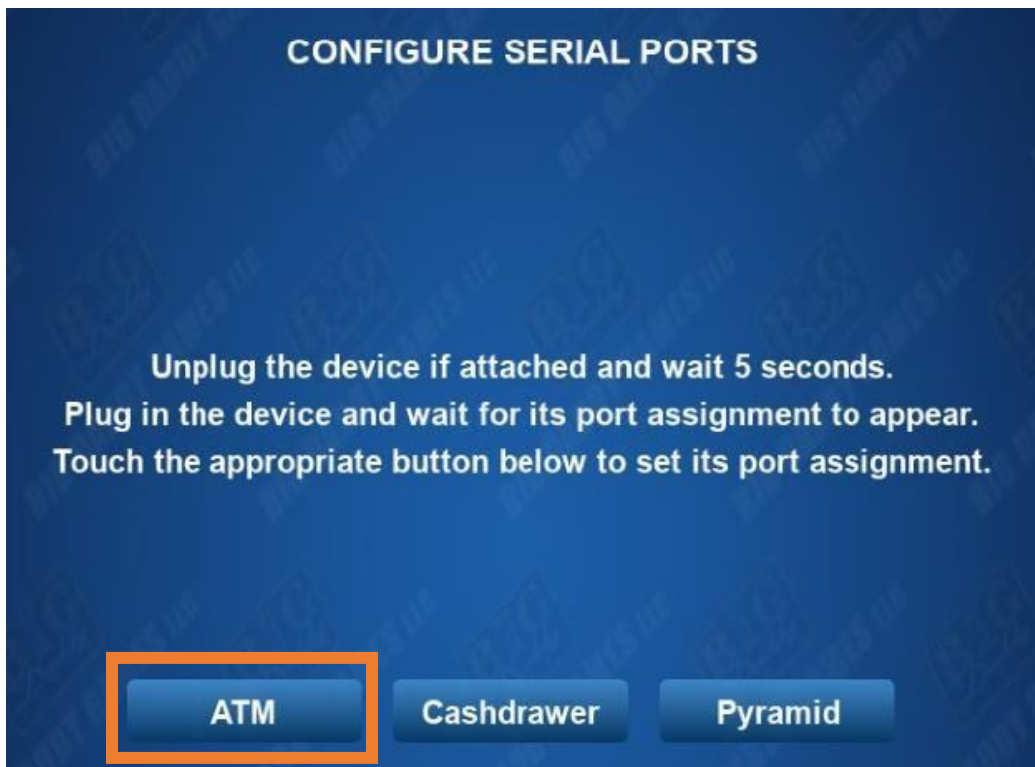 CONFIGURE SERIAL PORTS
Unplug the device if attached and wait 5 seconds.
Plug in the device and wait for its port assignment to appear.
Touch the appropriate button below to set its port assignment.
ATM
Cashdrawer
Pyramid